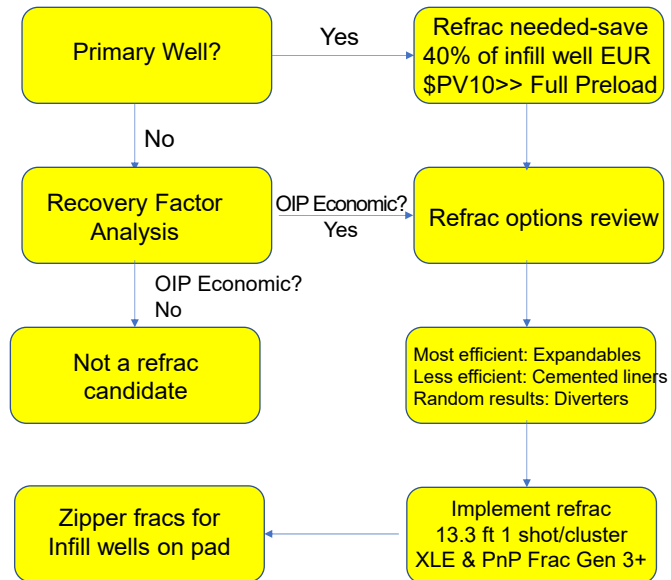 Primary Well?
Yes
Refrac needed-save
40% of infill well EUR
$PV10>> Full Preload
No
Recovery Factor
Analysis
OIP Economic?
Yes
Refrac options review
OIP Economic?
No
Not a refrac
candidate
Most efficient: Expandables
Less efficient: Cemented liners
Random results: Diverters
Zipper fracs for
Infill wells on pad
Implement refrac
13.3 ft 1 shot/cluster
XLE & PnP Frac Gen 3+